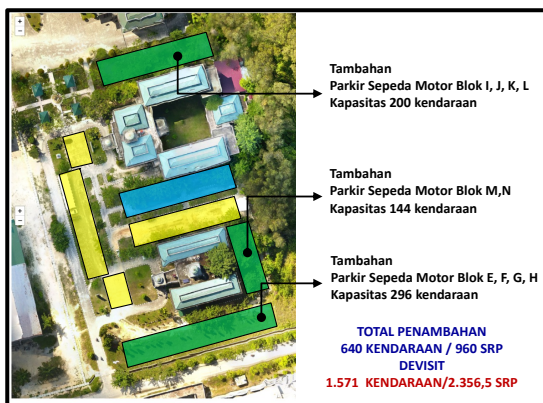 Tambahan
Parkir Sepeda Motor Blok I, J, K, L
Kapasitas 200 kendaraan
Tambahan
Parkir Sepeda Motor Blok M,N
Kapasitas 144 kendaraan
Tambahan
Parkir Sepeda Motor Blok E, F, G, H
Kapasitas 296 kendaraan
TOTAL PENAMBAHAN
640 KENDARAAN / 960 SRP
DEVISIT
1.571 KENDARAAN/2.356,5 SRP